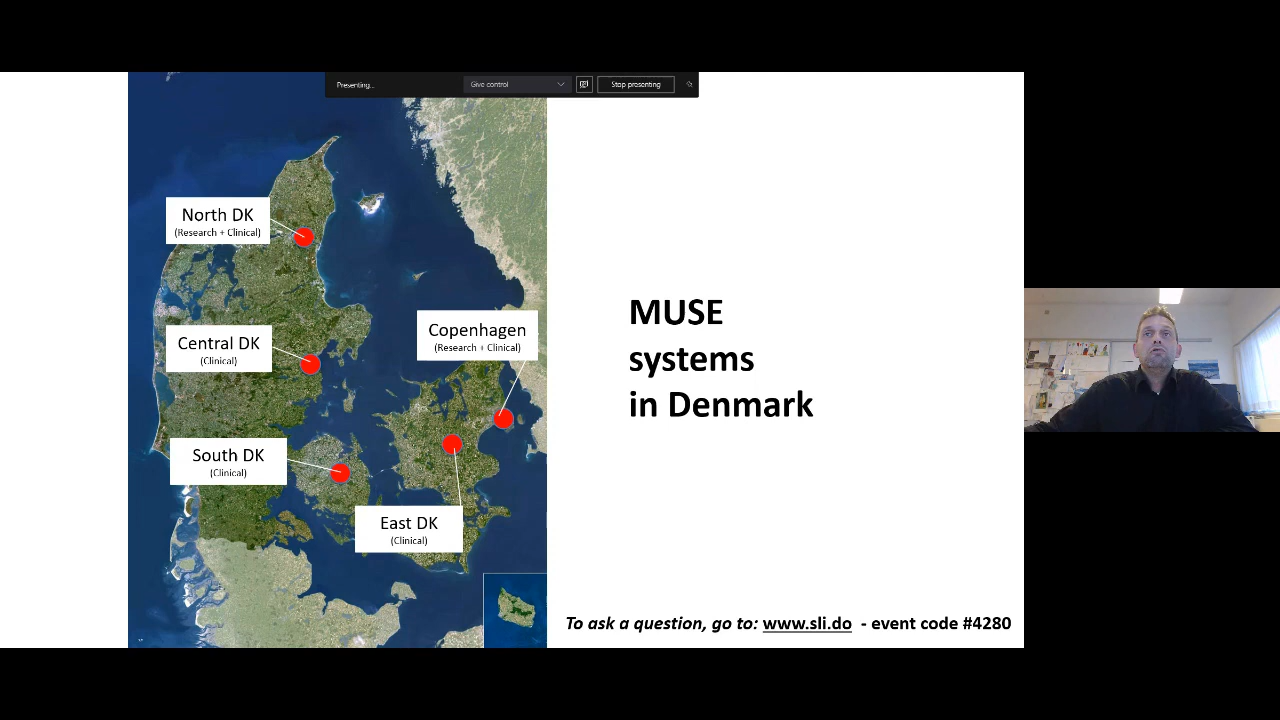 Presenting...
Give control
Stop presenting
North DK
(Research + Clinical)
Copenhagen
(Research + Clinical)
Central DK
(Clinical)
South DK
(Clinical)
East DK
(Clinical)
MUSE
systems
in Denmark
To ask a question, go to: www.sli.do - event code #4280